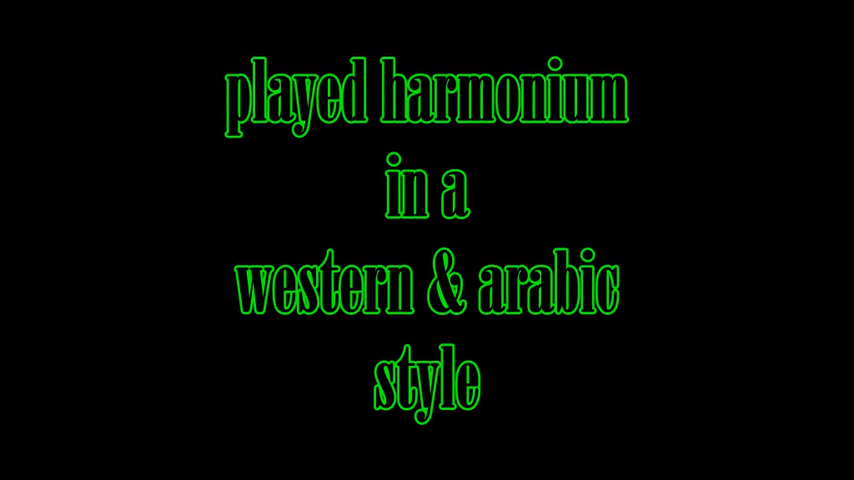 played harmonium
in a
western & arabic
style